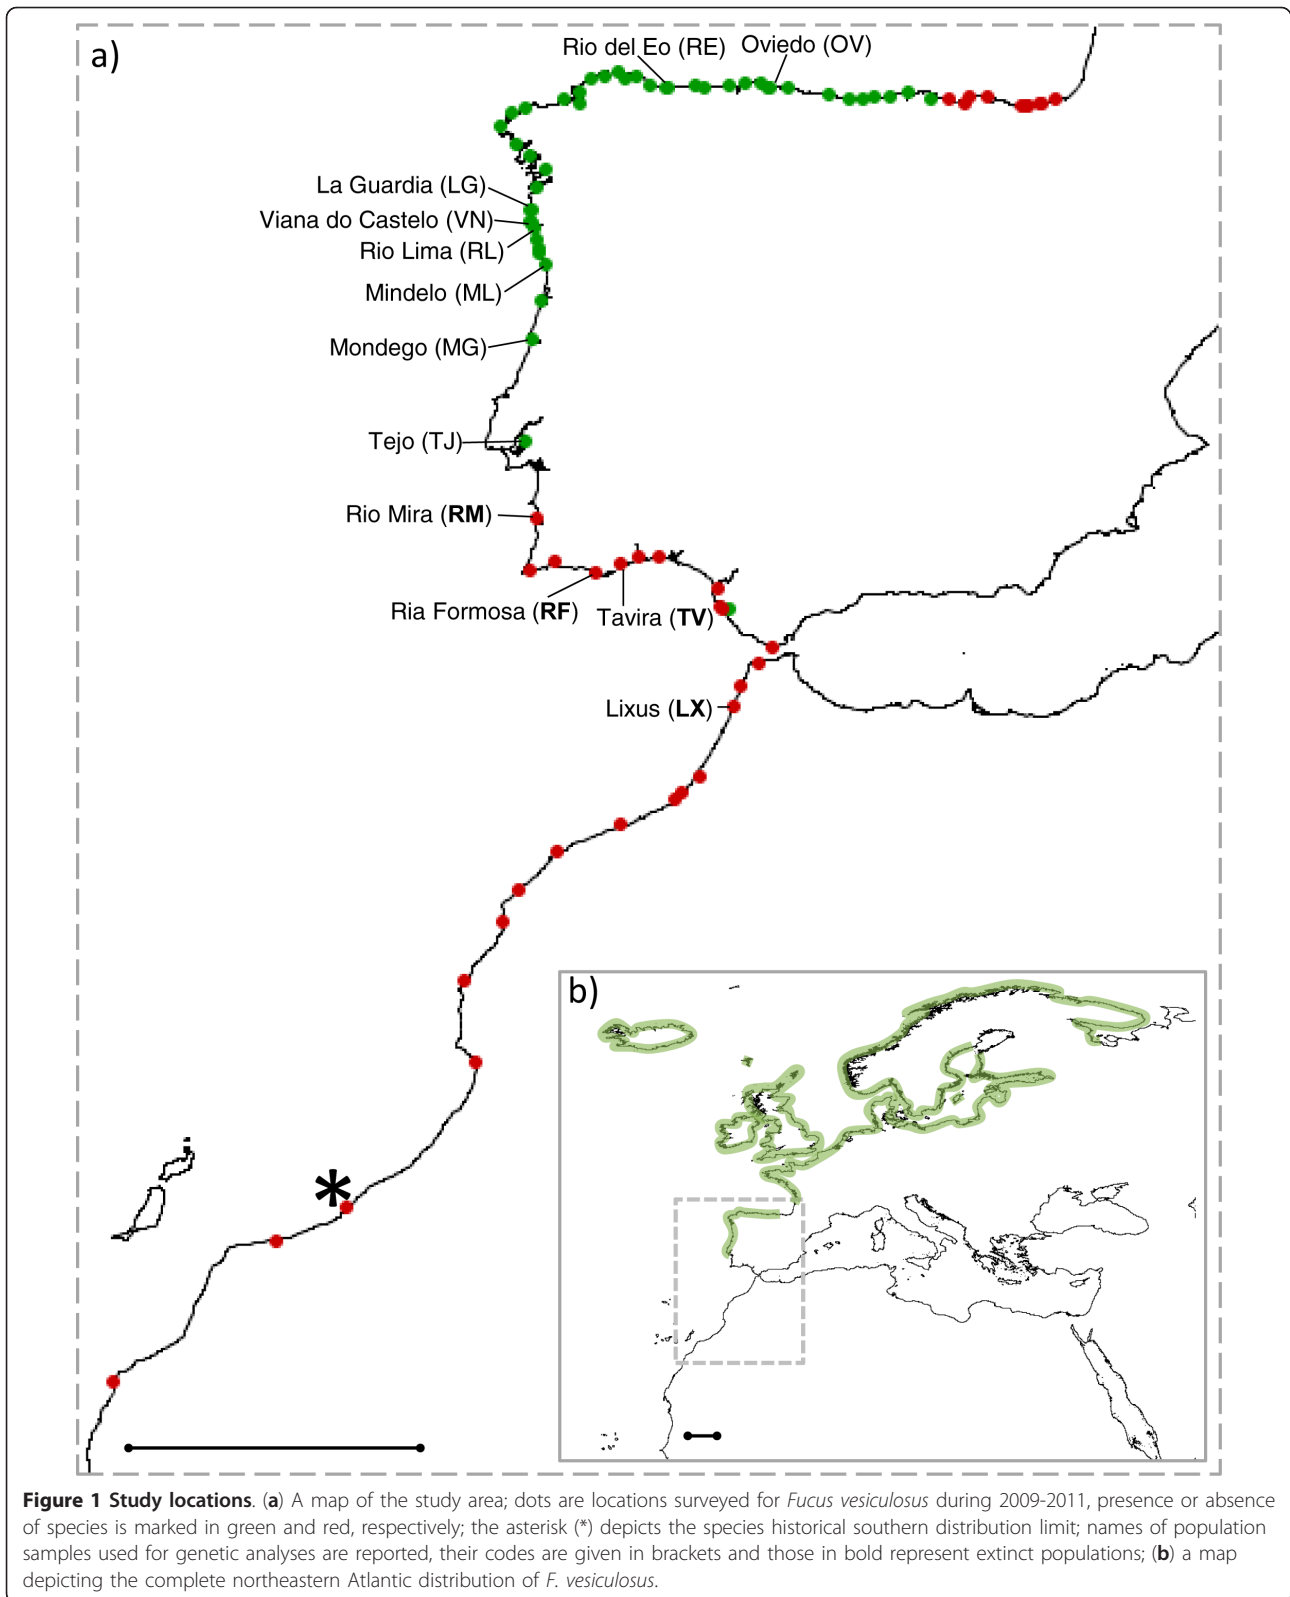 a)
Rio del Eo (RE) Oviedo (OV)
La Guardia (LG)
Viana do Castelo (VN)
Rio Lima (RL)
Mindelo (ML)
Mondego (MG)
Tejo (TJ)
Rio Mira (RM)
Ria Formosa (RF) Tavira (TV)
Lixus (LX)
*
b)
Figure 1 Study locations. (a) A map of the study area; dots are locations surveyed for Fucus vesiculosus during 2009-2011, presence or absence
of species is marked in green and red, respectively; the asterisk (*) depicts the species historical southern distribution limit; names of population
samples used for genetic analyses are reported, their codes are given in brackets and those in bold represent extinct populations; (b) a map
depicting the complete northeastern Atlantic distribution of F. vesiculosus.